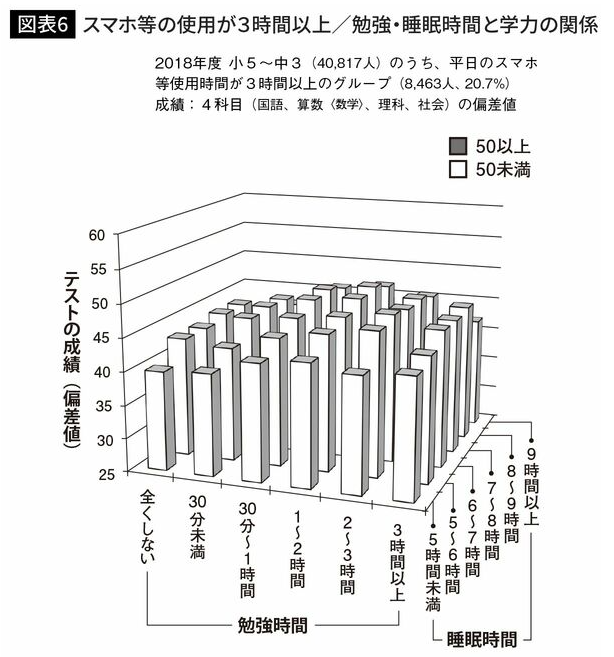 図表6 スマホ等の使用が3時間以上／勉強・睡眠時間と学力の関係
2018年度 小5～中3（40,817人）のうち、平日のスマホ
等使用時間が3時間以上のグループ（8,463人、20.7%）
成績：4科目（国語、算数〈数学〉、理科、社会）の偏差値
50以上
50未満
テストの成績（偏差値）
60
55
50
45
40
35
30
25
全くしない
30分未満
30分～1時間
1～2時間
2～3時間
3時間以上
勉強時間
5時間未満
5～6時間
6～7時間
7～8時間
8～9時間
9時間以上
睡眠時間